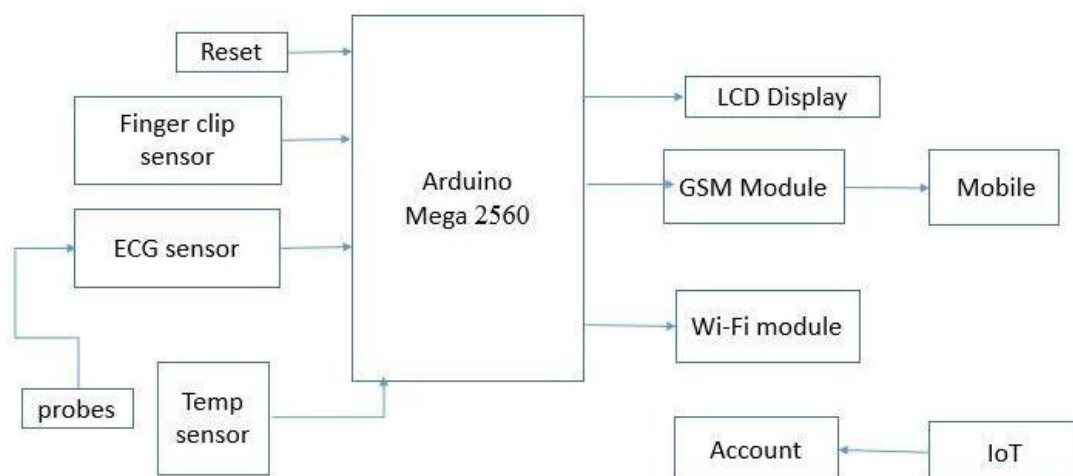 Reset
Finger clip
sensor
ECG sensor
probes
Temp
sensor
Arduino
Mega 2560
LCD Display
GSM Module
Mobile
Wi-Fi module
Account
IoT